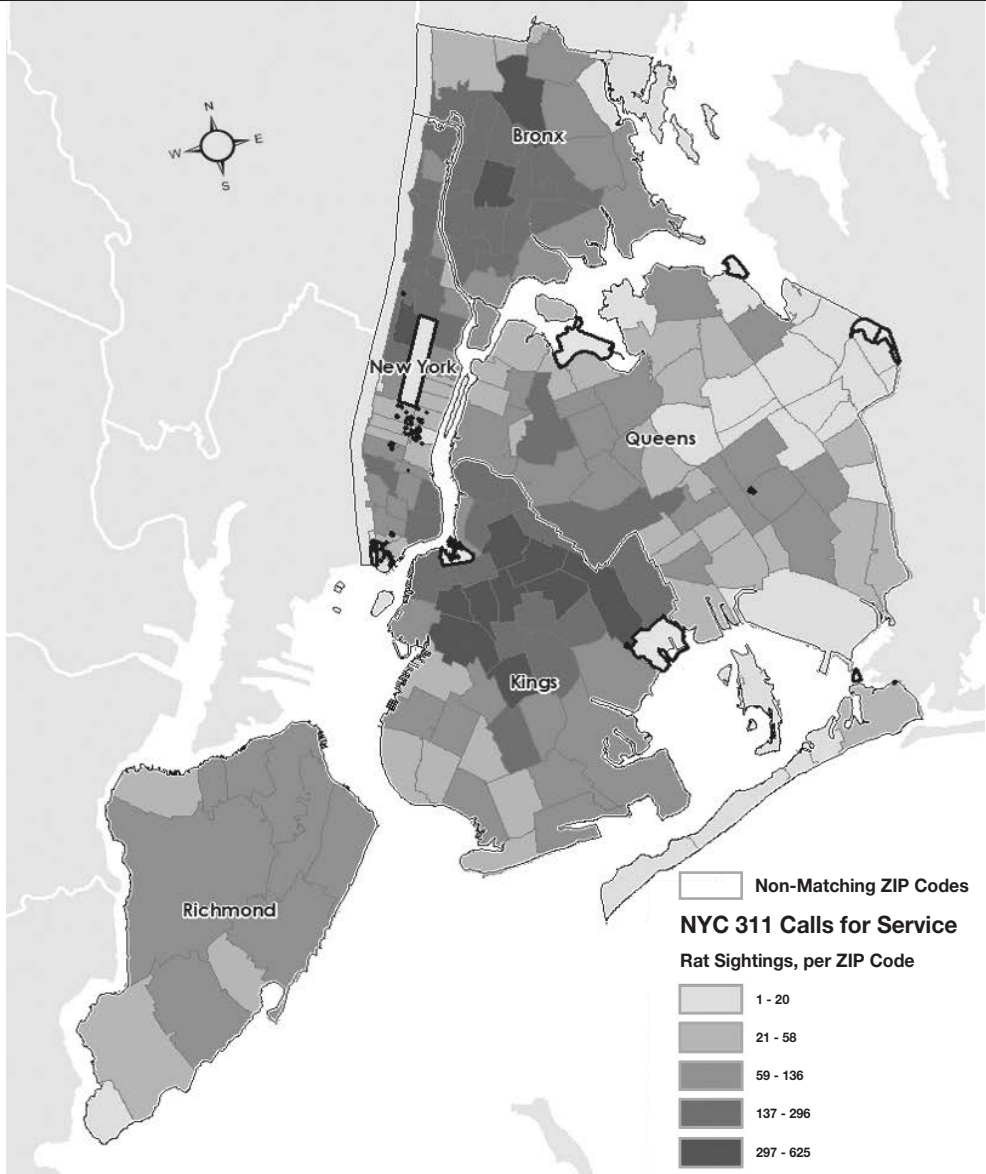 N
W E
S
Bronx
New York
Queens
Kings
Richmond
Non-Matching ZIP Codes
NYC 311 Calls for Service
Rat Sightings, per ZIP Code
1 - 20
21 - 58
59 - 136
137 - 296
297 - 625